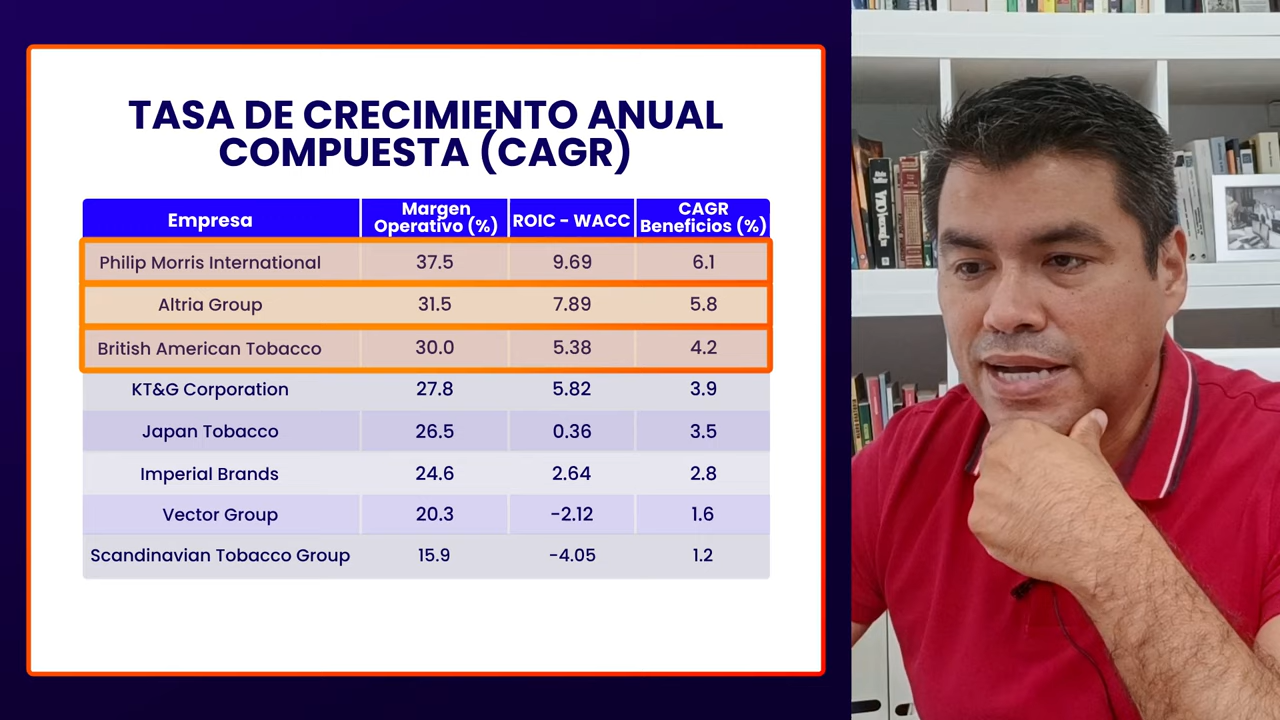 TASA DE CRECIMIENTO ANUAL
COMPUESTA (CAGR)
Empresa Margen Operativo (%) ROIC - WACC CAGR Beneficios (%)
Philip Morris International 37.5 9.69 6.1
Altria Group 31.5 7.89 5.8
British American Tobacco 30.0 5.38 4.2
KT&G Corporation 27.8 5.82 3.9
Japan Tobacco 26.5 0.36 3.5
Imperial Brands 24.6 2.64 2.8
Vector Group 20.3 -2.12 1.6
Scandinavian Tobacco Group 15.9 -4.05 1.2